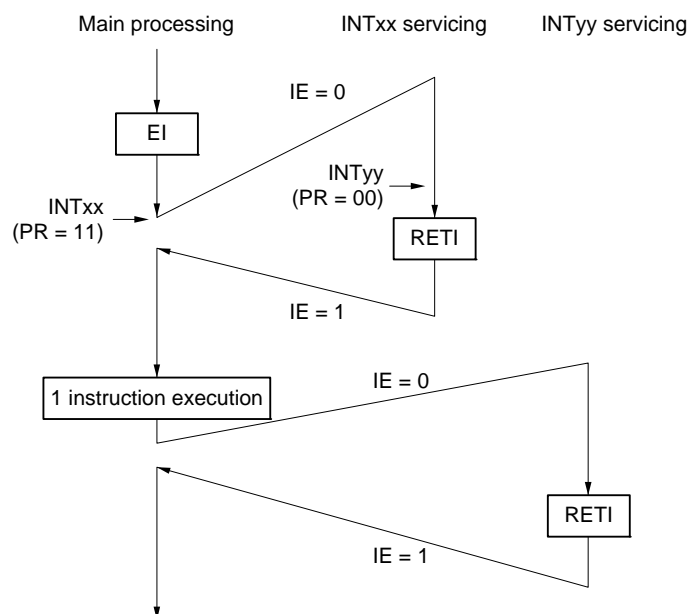 Main processing
INTxx servicing
INTyy servicing
IE = 0
EI
INTyy
(PR = 00)
INTxx
(PR = 11)
RETI
IE = 1
IE = 0
1 instruction execution
RETI
IE = 1